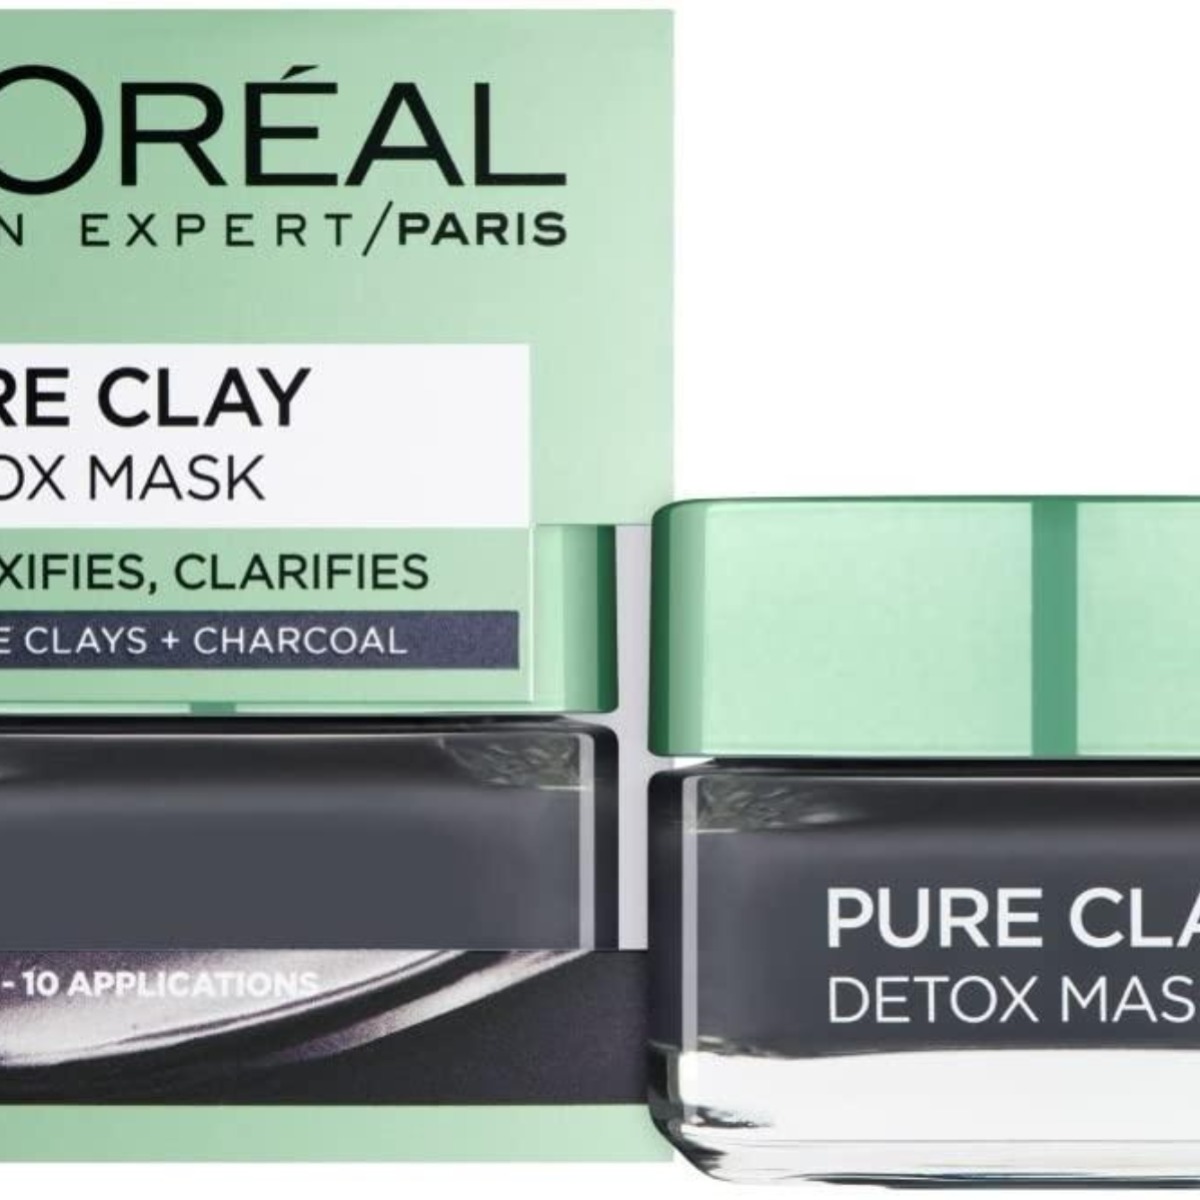 ORÉAL
N EXPERT/PARIS
RE CLAY
OX MASK
XIFIES, CLARIFIES
E CLAYS + CHARCOAL
- 10 APPLICATIONS
PURE CLA
DETOX MAS